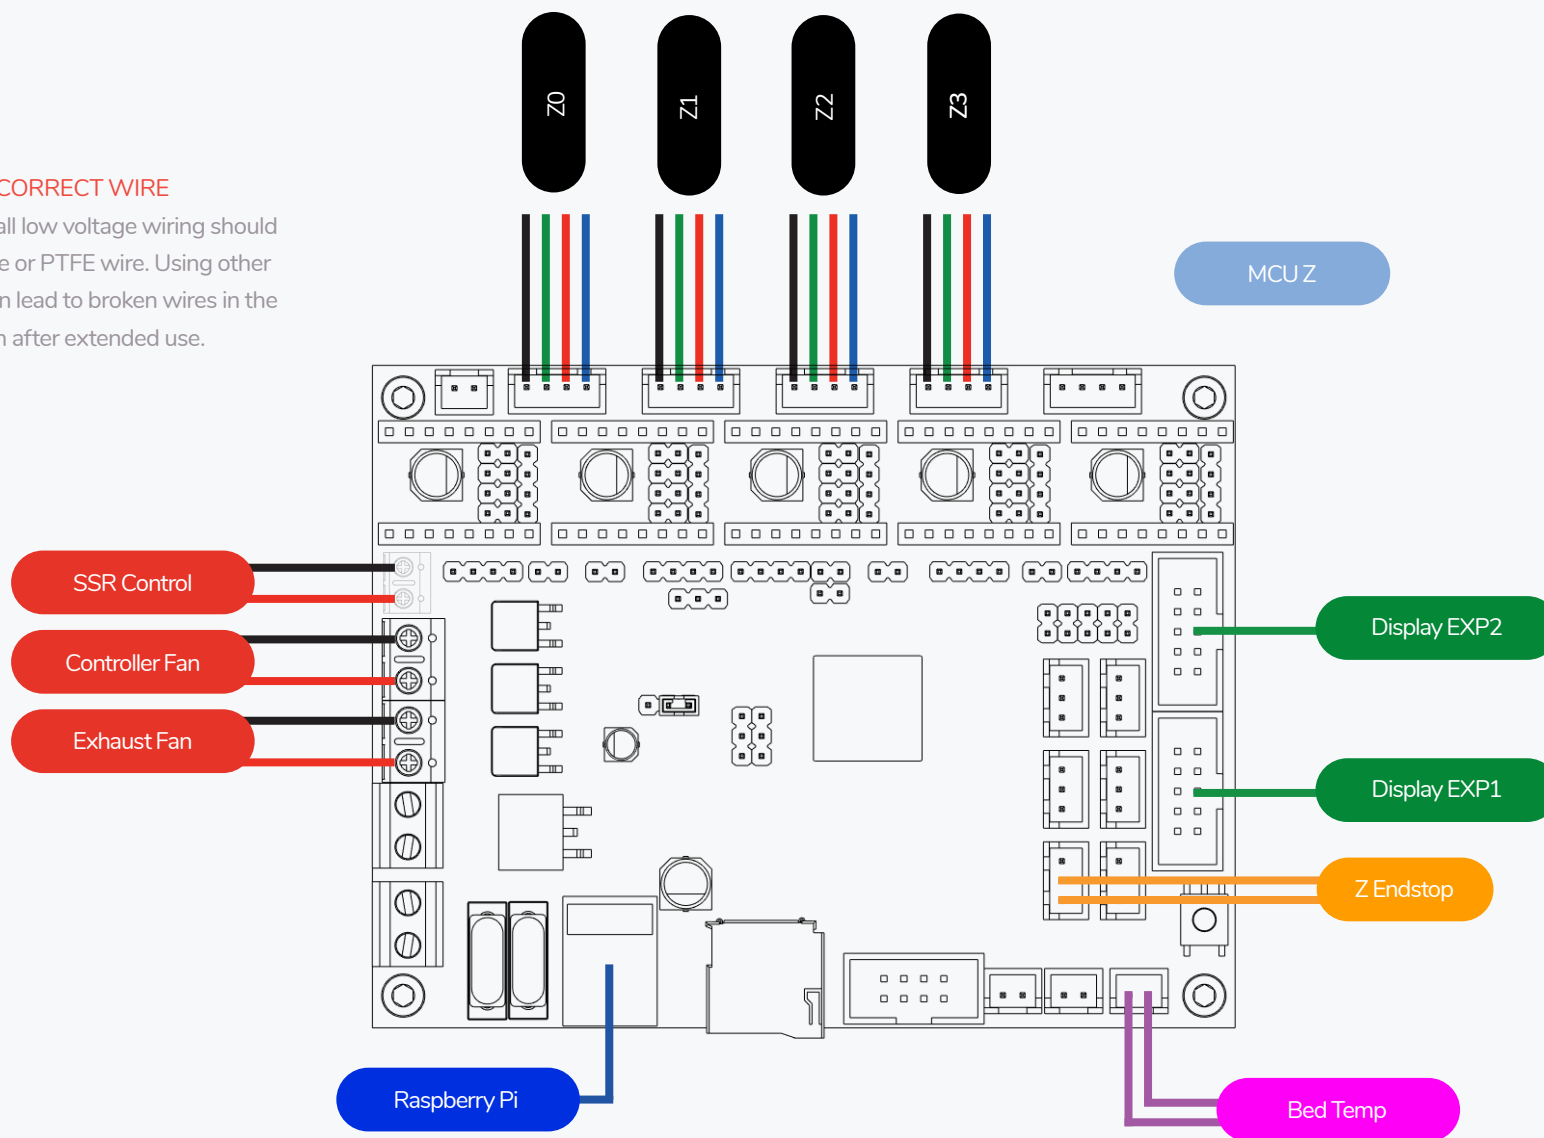 Z0
Z1
Z2
Z3
CORRECT WIRE
all low voltage wiring should
e or PTFE wire. Using other
n lead to broken wires in the
n after extended use.
MCU Z
SSR Control
Controller Fan
Exhaust Fan
Display EXP2
Display EXP1
Z Endstop
Raspberry Pi
Bed Temp